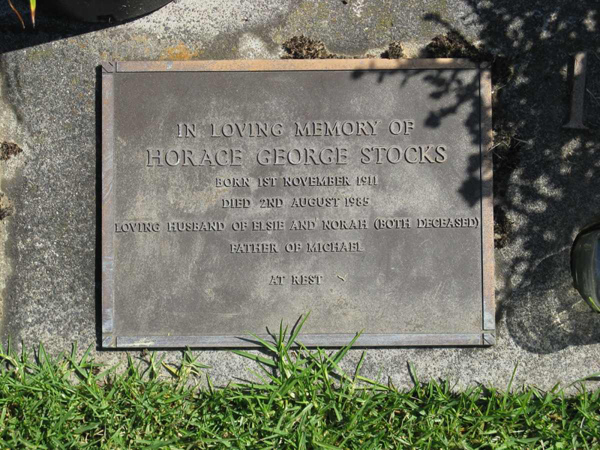 IN LOVING MEMORY OF
HORACE GEORGE STOCKS
BORN 1ST NOVEMBER 1911
DIED 2ND AUGUST 1985
LOVING HUSBAND OF ELSIE AND NORAH (BOTH DECEASED)
FATHER OF MICHAEL
AT REST